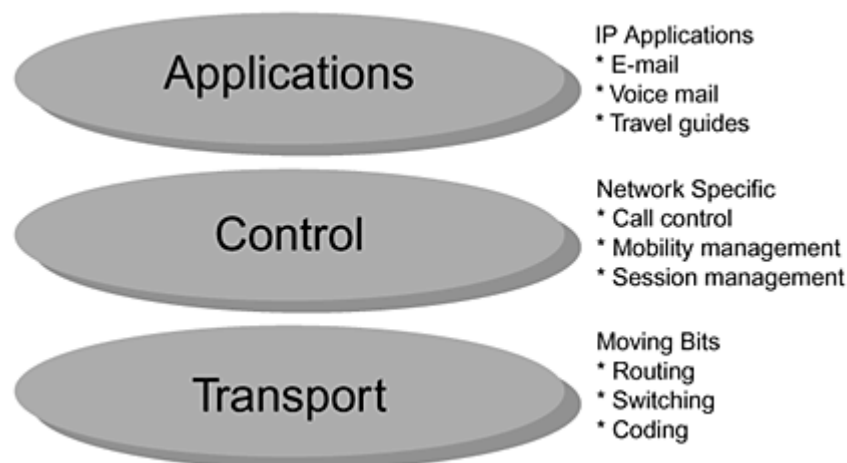 Applications
IP Applications
* E-mail
* Voice mail
* Travel guides
Control
Network Specific
* Call control
* Mobility management
* Session management
Transport
Moving Bits
* Routing
* Switching
* Coding